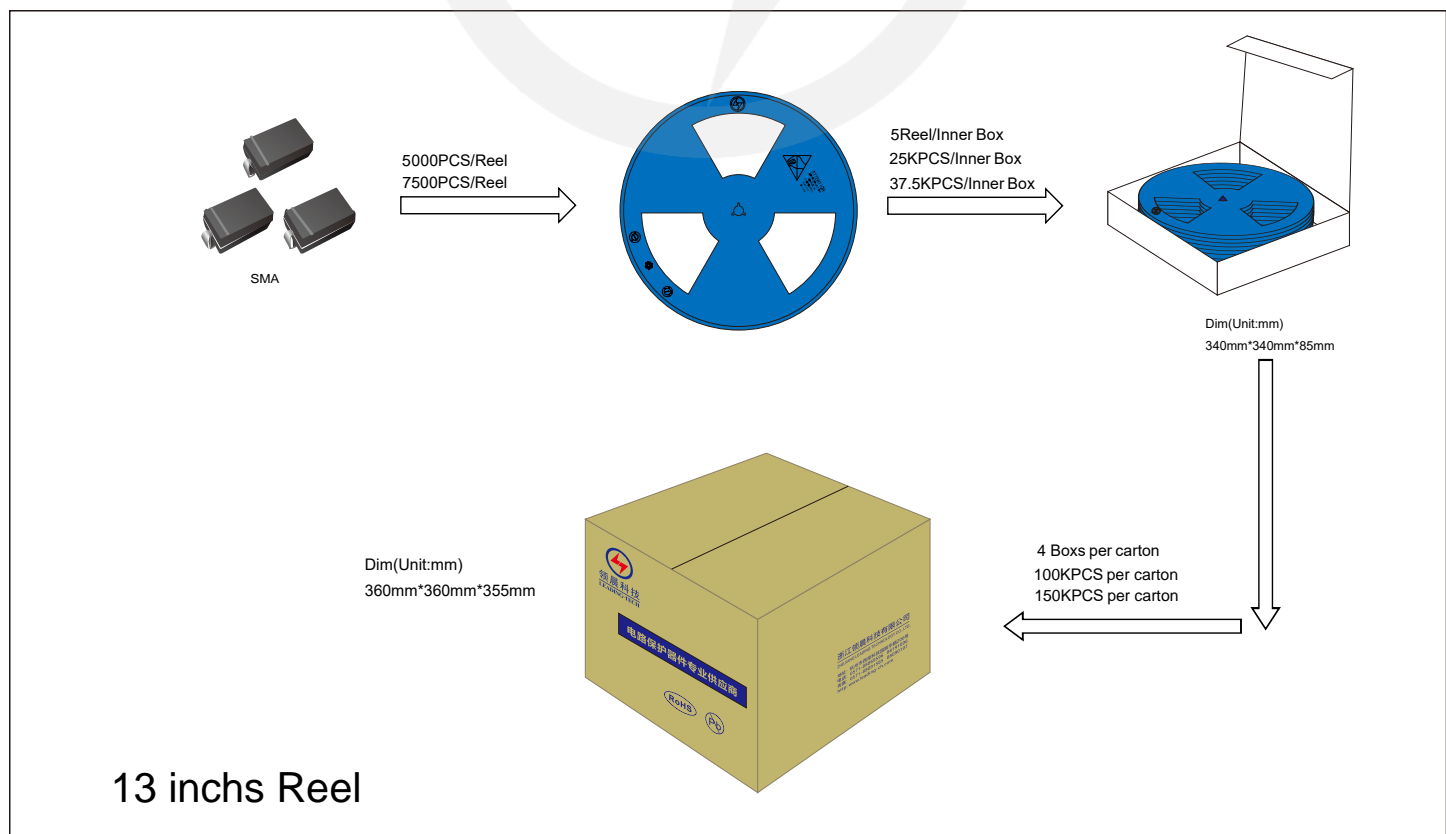 5000PCS/Reel
7500PCS/Reel
SMA
5Reel/Inner Box
25KPCS/Inner Box
37.5KPCS/Inner Box
Dim(Unit:mm)
340mm*340mm*85mm
4 Boxs per carton
100KPCS per carton
150KPCS per carton
Dim(Unit:mm)
360mm*360mm*355mm
领晨科技
LEADING TECH
电路保护器件专业供应商
RoHS
Pb
浙江领晨科技有限公司
13 inchs Reel